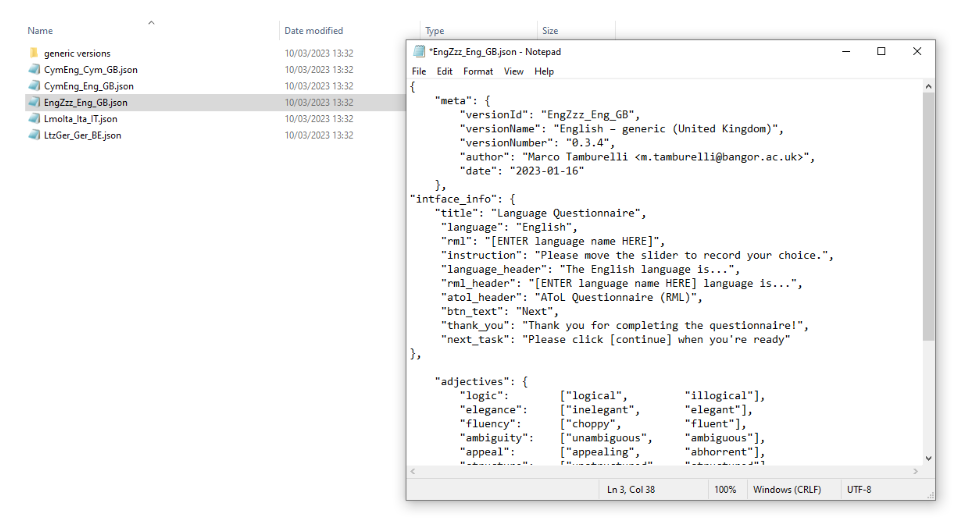 Name Date modified Type Size
generic versions 10/03/2023 13:32
CymEng_Cym_GB.json 10/03/2023 13:32
CymEng_Eng_GB.json 10/03/2023 13:32
EngZzz_Eng_GB.json 10/03/2023 13:32
LmoIta_Ita_IT.json 10/03/2023 13:32
LtzGer_Ger_BE.json 10/03/2023 13:32
*EngZzz_Eng_GB.json - Notepad
File Edit Format View Help
{
"meta": {
"versionId": "EngZzz_Eng_GB",
"versionName": "English – generic (United Kingdom)",
"versionNumber": "0.3.4",
"author": "Marco Tamburelli <m.tamburelli@bangor.ac.uk>",
"date": "2023-01-16"
},
"intface_info": {
"title": "Language Questionnaire",
"language": "English",
"rml": "[ENTER language name HERE]",
"instruction": "Please move the slider to record your choice.",
"language_header": "The English language is...",
"rml_header": "[ENTER language name HERE] language is...",
"atol_header": "AToL Questionnaire (RML)",
"btn_text": "Next",
"thank_you": "Thank you for completing the questionnaire!",
"next_task": "Please click [continue] when you're ready"
},
"adjectives": {
"logic": ["logical", "illogical"],
"elegance": ["inelegant", "elegant"],
"fluency": ["choppy", "fluent"],
"ambiguity": ["unambiguous", "ambiguous"],
"appeal": ["appealing", "abhorrent"],
"structure": ["unstructured", "structured"]
Ln 3, Col 38 100% Windows (CRLF) UTF-8